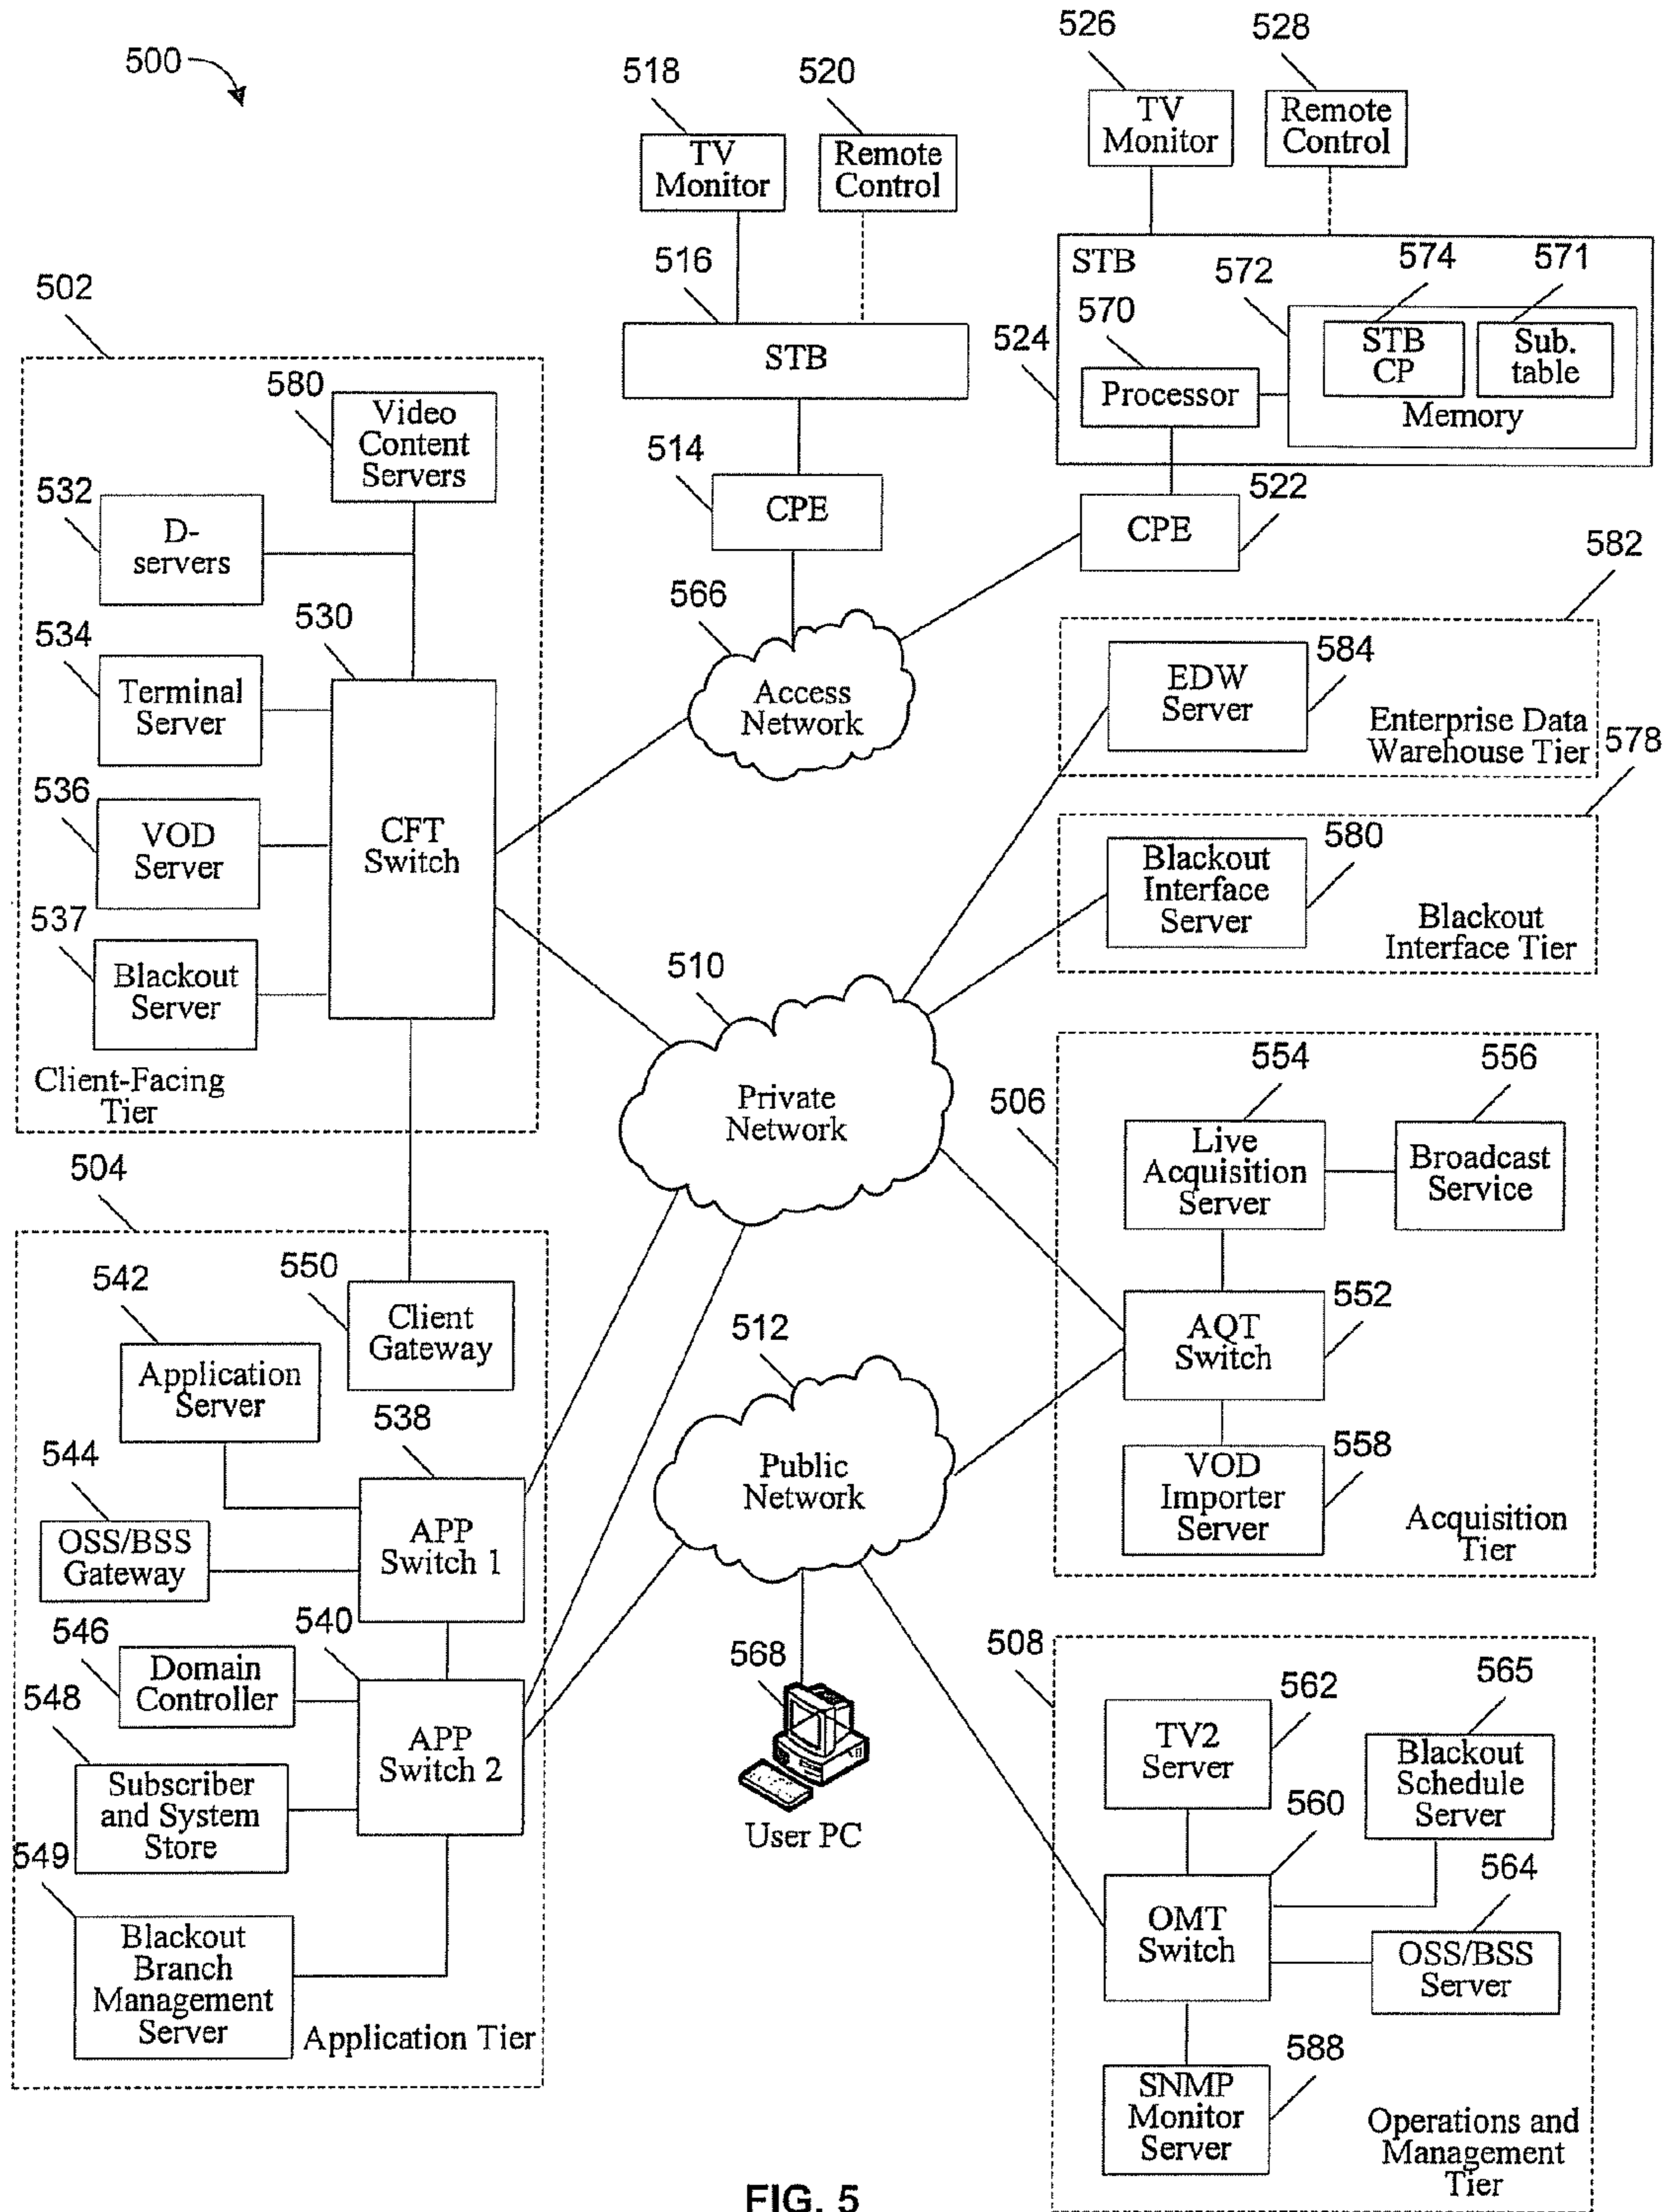 500
518
520
526
528
TV
Monitor
Remote
Control
TV
Monitor
Remote
Control
516
STB
572
574
571
502
570
STB
524
STB
CP
Sub.
table
580
Processor
Memory
Video
Content
Servers
514
532
522
CPE
CPE
D-
servers
582
566
534
530
584
EDW
Server
Terminal
Server
Access
Network
Enterprise Data
Warehouse Tier
578
536
VOD
Server
CFT
Switch
580
Blackout
Interface
Server
537
Blackout
Interface Tier
510
Blackout
Server
554
556
Client-Facing
Tier
Private
Network
506
Live
Acquisition
Server
Broadcast
Service
504
550
542
552
Client
Gateway
512
AQT
Switch
Application
Server
538
544
558
Public
Network
VOD
Importer
Server
Acquisition
Tier
OSS/BSS
Gateway
APP
Switch 1
546
540
568
508
565
562
Domain
Controller
548
TV2
Server
APP
Switch 2
Blackout
Schedule
Server
Subscriber
and System
Store
560
User PC
549
564
OMT
Switch
Blackout
Branch
Management
Server
OSS/BSS
Server
Application Tier
588
SNMP
Monitor
Server
Operations and
Management
Tier
FIG. 5